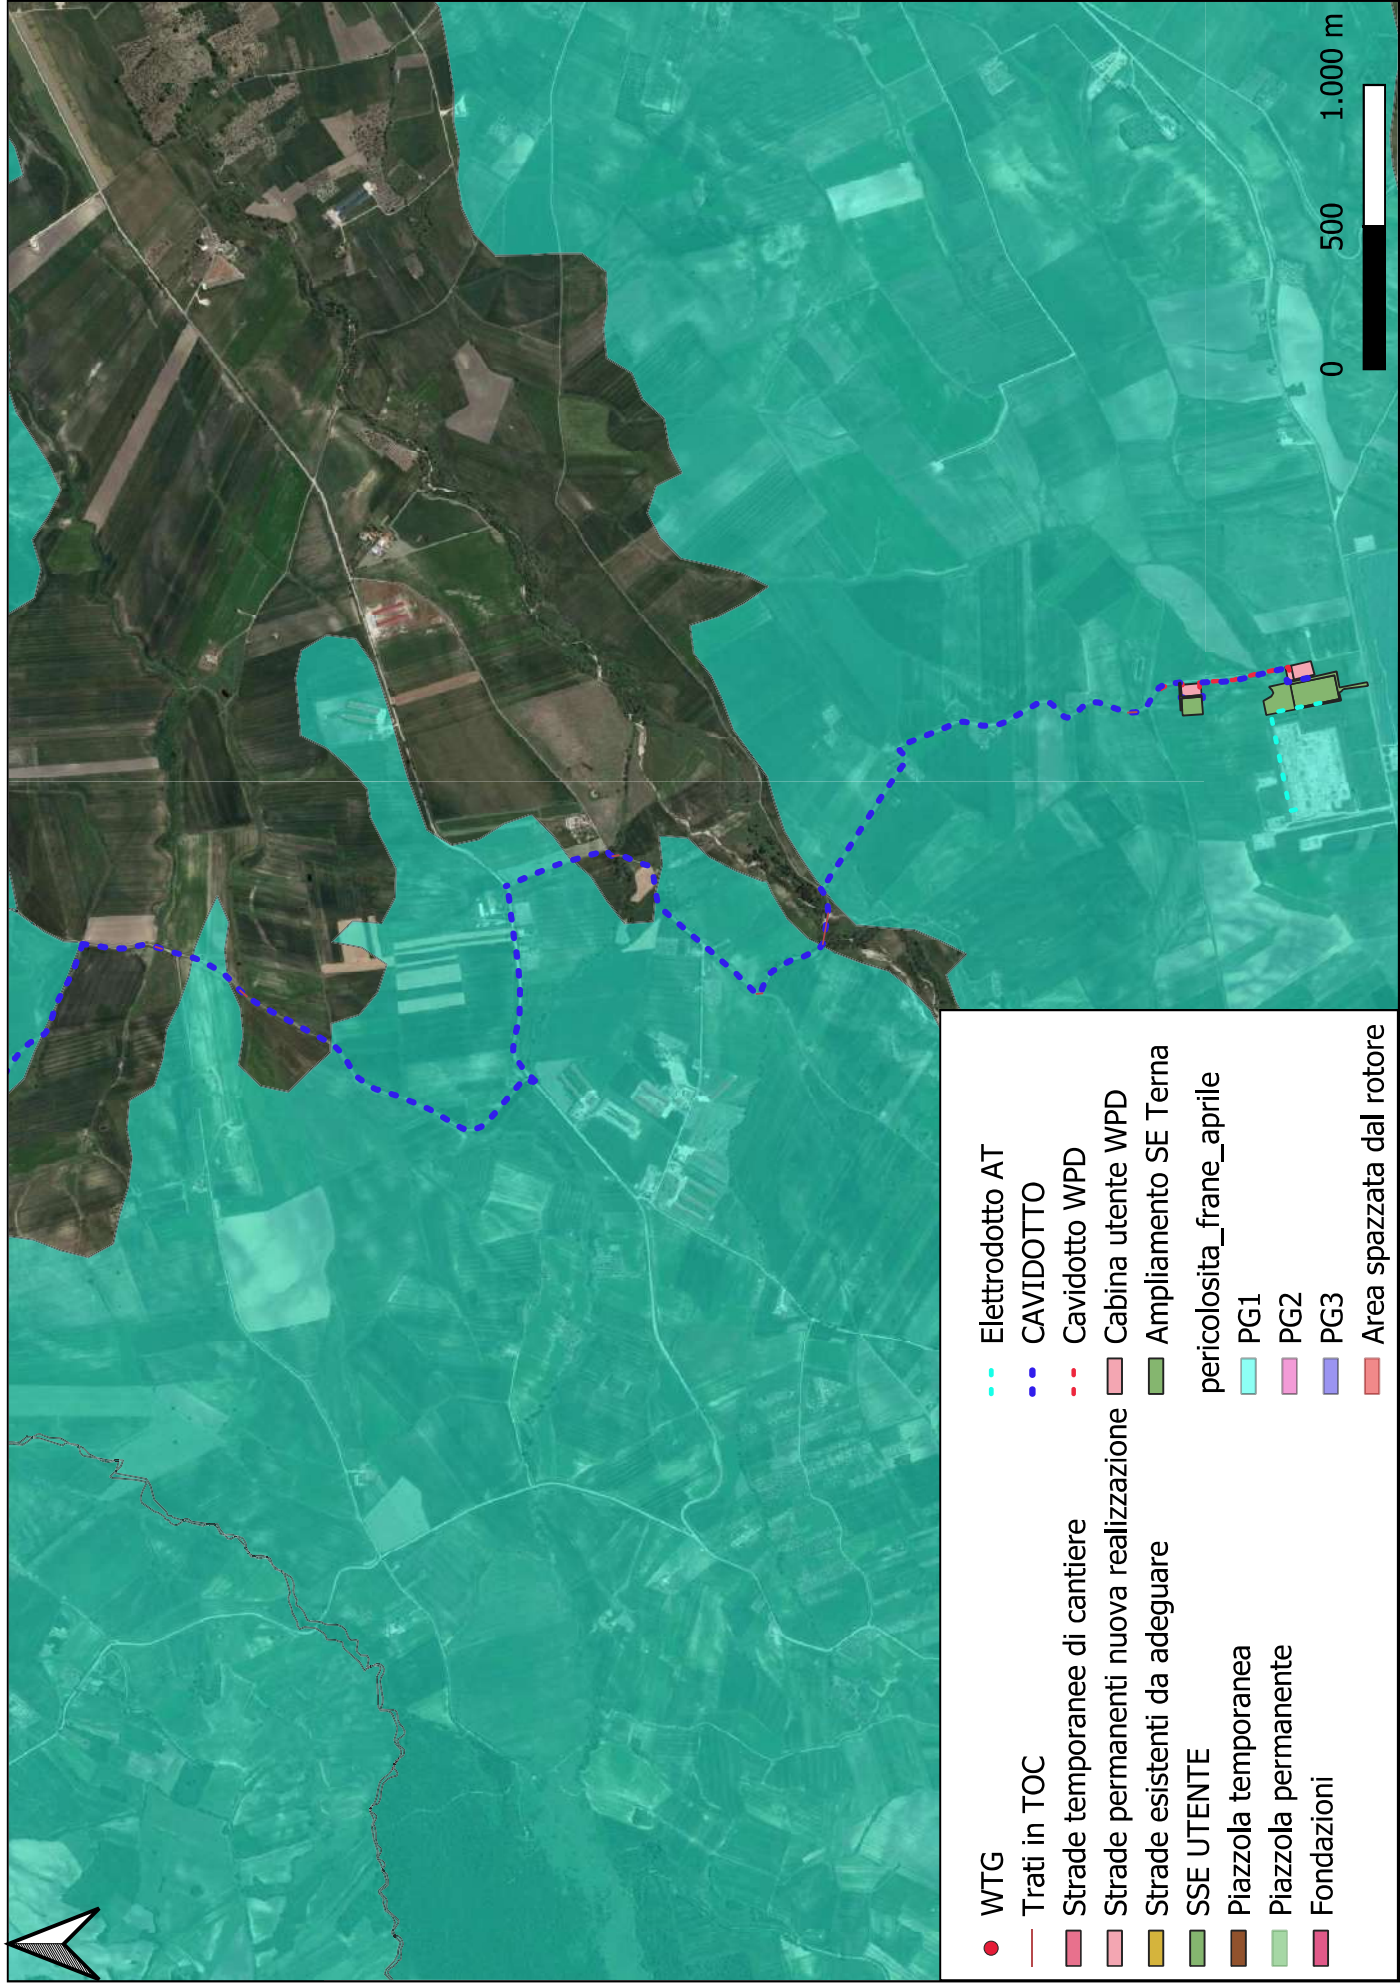 0 500 1.000 m
WTG
Trati in TOC
Strade temporanee di cantiere
Strade permanenti nuova realizzazione
Strade esistenti da adeguare
SSE UTENTE
Piazzola temporanea
Piazzola permanente
Fondazioni
Elettrodotto AT
CAVIDOTTO
Cavidotto WPD
Cabina utente WPD
Ampliamento SE Terna
pericolosita_frane_aprile
PG1
PG2
PG3
Area spazzata dal rotore